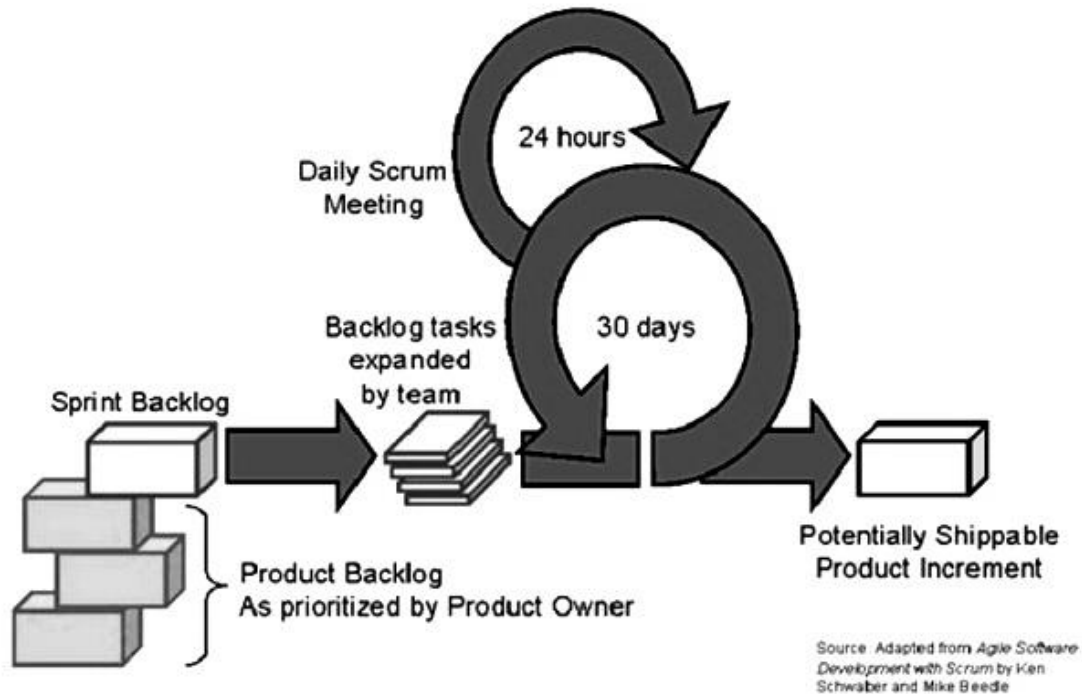 24 hours
Daily Scrum
Meeting
30 days
Backlog tasks
expanded
by team
Sprint Backlog
Potentially Shippable
Product Increment
Product Backlog
As prioritized by Product Owner
Source: Adapted from Agile Software
Development with Scrum by Ken
Schwaber and Mike Beedle